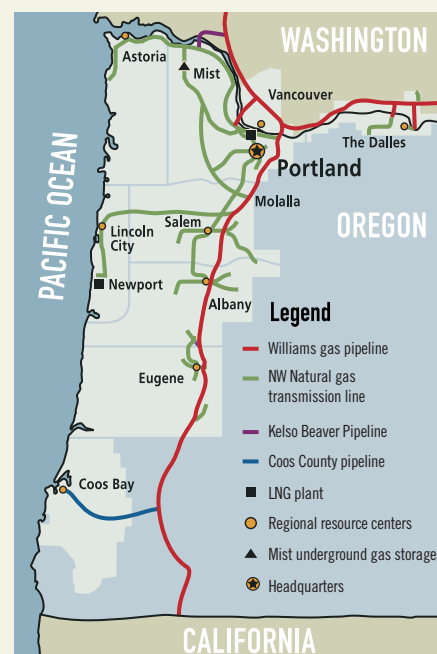 WASHINGTON
Astoria
Mist
Vancouver
The Dalles
Portland
PACIFIC OCEAN
Molalla
OREGON
Salem
Lincoln
City
Newport
Albany
Legend
Williams gas pipeline
NW Natural gas
transmission line
Eugene
Kelso Beaver Pipeline
Coos County pipeline
Coos Bay
LNG plant
Regional resource centers
Mist underground gas storage
Headquarters
CALIFORNIA